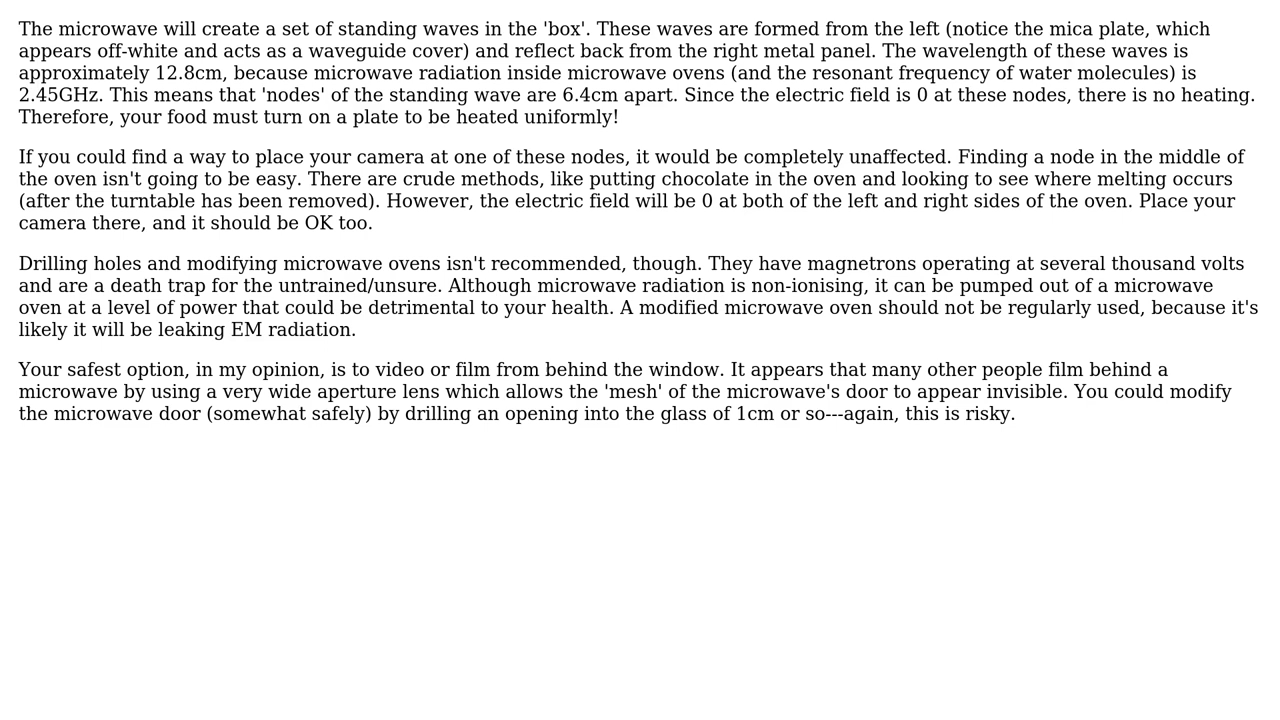 The microwave will create a set of standing waves in the 'box'. These waves are formed from the left (notice the mica plate, which
appears off-white and acts as a waveguide cover) and reflect back from the right metal panel. The wavelength of these waves is
approximately 12.8cm, because microwave radiation inside microwave ovens (and the resonant frequency of water molecules) is
2.45GHz. This means that 'nodes' of the standing wave are 6.4cm apart. Since the electric field is 0 at these nodes, there is no heating.
Therefore, your food must turn on a plate to be heated uniformly!
If you could find a way to place your camera at one of these nodes, it would be completely unaffected. Finding a node in the middle of
the oven isn't going to be easy. There are crude methods, like putting chocolate in the oven and looking to see where melting occurs
(after the turntable has been removed). However, the electric field will be 0 at both of the left and right sides of the oven. Place your
camera there, and it should be OK too.
Drilling holes and modifying microwave ovens isn't recommended, though. They have magnetrons operating at several thousand volts
and are a death trap for the untrained/unsure. Although microwave radiation is non-ionising, it can be pumped out of a microwave
oven at a level of power that could be detrimental to your health. A modified microwave oven should not be regularly used, because it's
likely it will be leaking EM radiation.
Your safest option, in my opinion, is to video or film from behind the window. It appears that many other people film behind a
microwave by using a very wide aperture lens which allows the 'mesh' of the microwave's door to appear invisible. You could modify
the microwave door (somewhat safely) by drilling an opening into the glass of 1cm or so---again, this is risky.